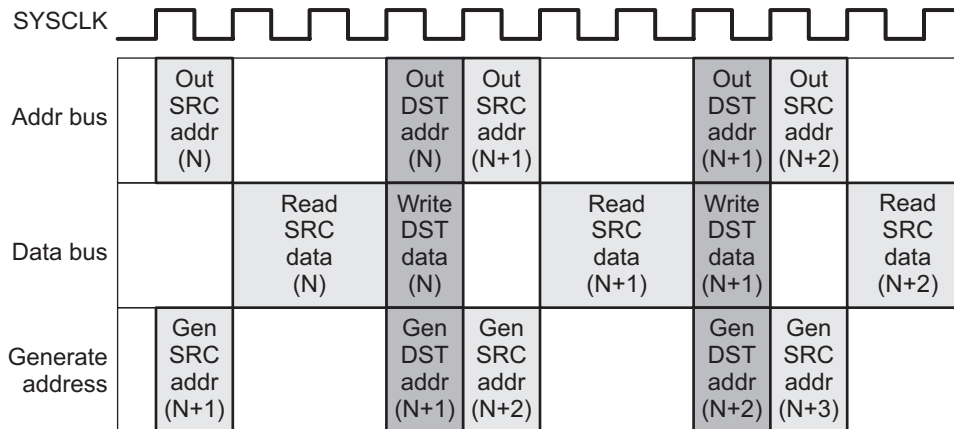 SYSCLK
Addr bus
Out
SRC
addr
(N)
Out
DST
addr
(N)
Out
SRC
addr
(N+1)
Out
DST
addr
(N+1)
Out
SRC
addr
(N+2)
Data bus
Read
SRC
data
(N)
Write
DST
data
(N)
Read
SRC
data
(N+1)
Write
DST
data
(N+1)
Read
SRC
data
(N+2)
Generate
address
Gen
SRC
addr
(N+1)
Gen
DST
addr
(N+1)
Gen
SRC
addr
(N+2)
Gen
DST
addr
(N+2)
Gen
SRC
addr
(N+3)